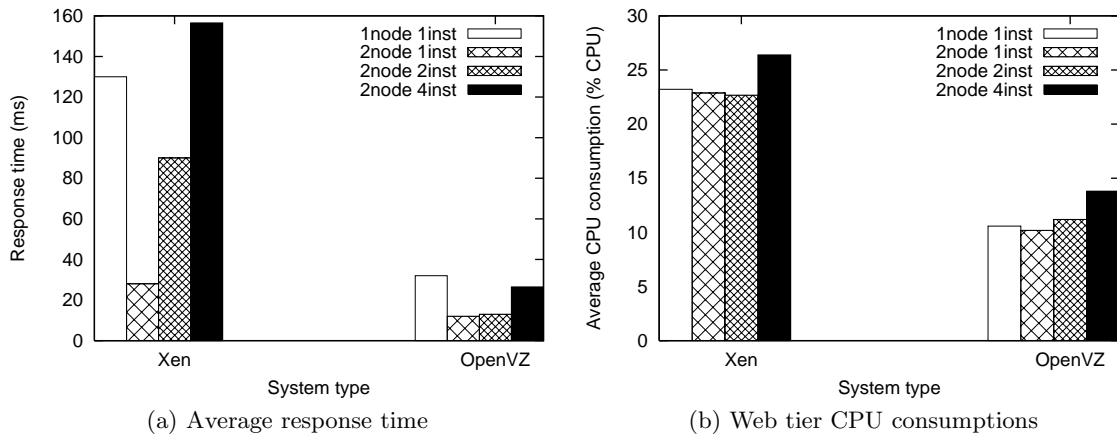 160
140
120
100
80
60
40
20
0
Response time (ms)
1node 1inst
2node 1inst
2node 2inst
2node 4inst
Xen
OpenVZ
System type
(a) Average response time
30
25
20
15
10
5
0
Average CPU consumption (% CPU)
1node 1inst
2node 1inst
2node 2inst
2node 4inst
Xen
OpenVZ
System type
(b) Web tier CPU consumptions